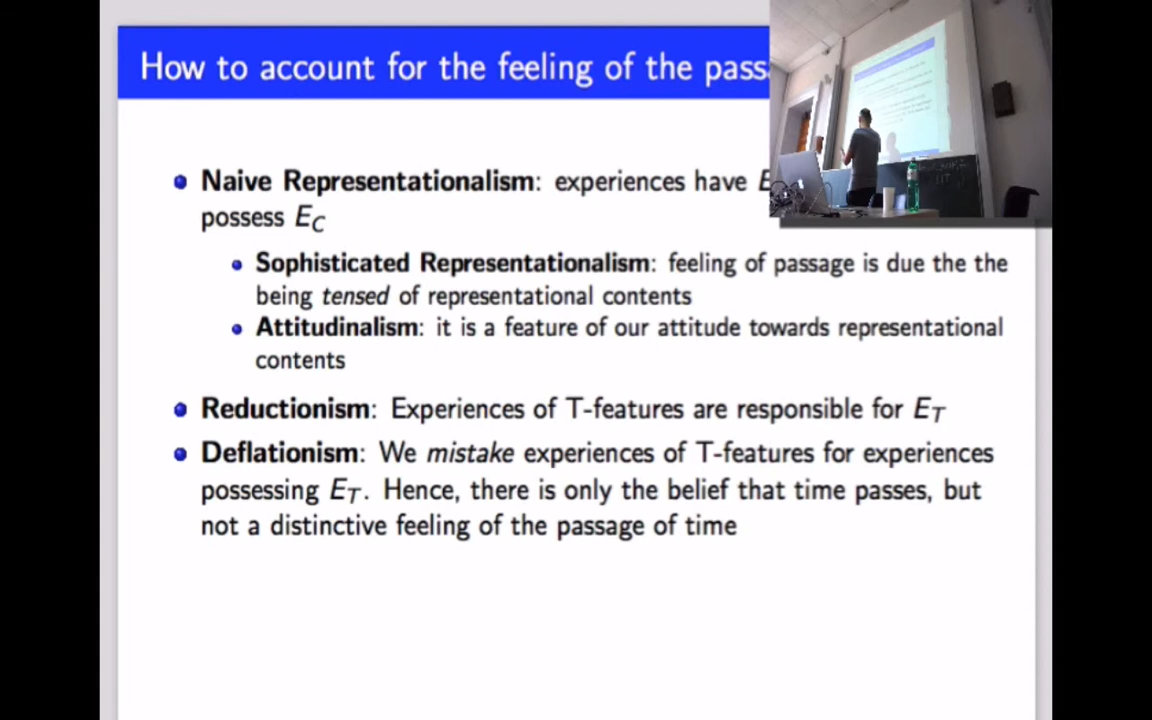 How to account for the feeling of the
Naive Representationalism: experiences have
possess E_C
Sophisticated Representationalism: feeling of passage is due the the
being tensed of representational contents
Attitudinalism: it is a feature of our attitude towards representational
contents
Reductionism: Experiences of T-features are responsible for E_T
Deflationism: We mistake experiences of T-features for experiences
possessing E_T. Hence, there is only the belief that time passes, but
not a distinctive feeling of the passage of time